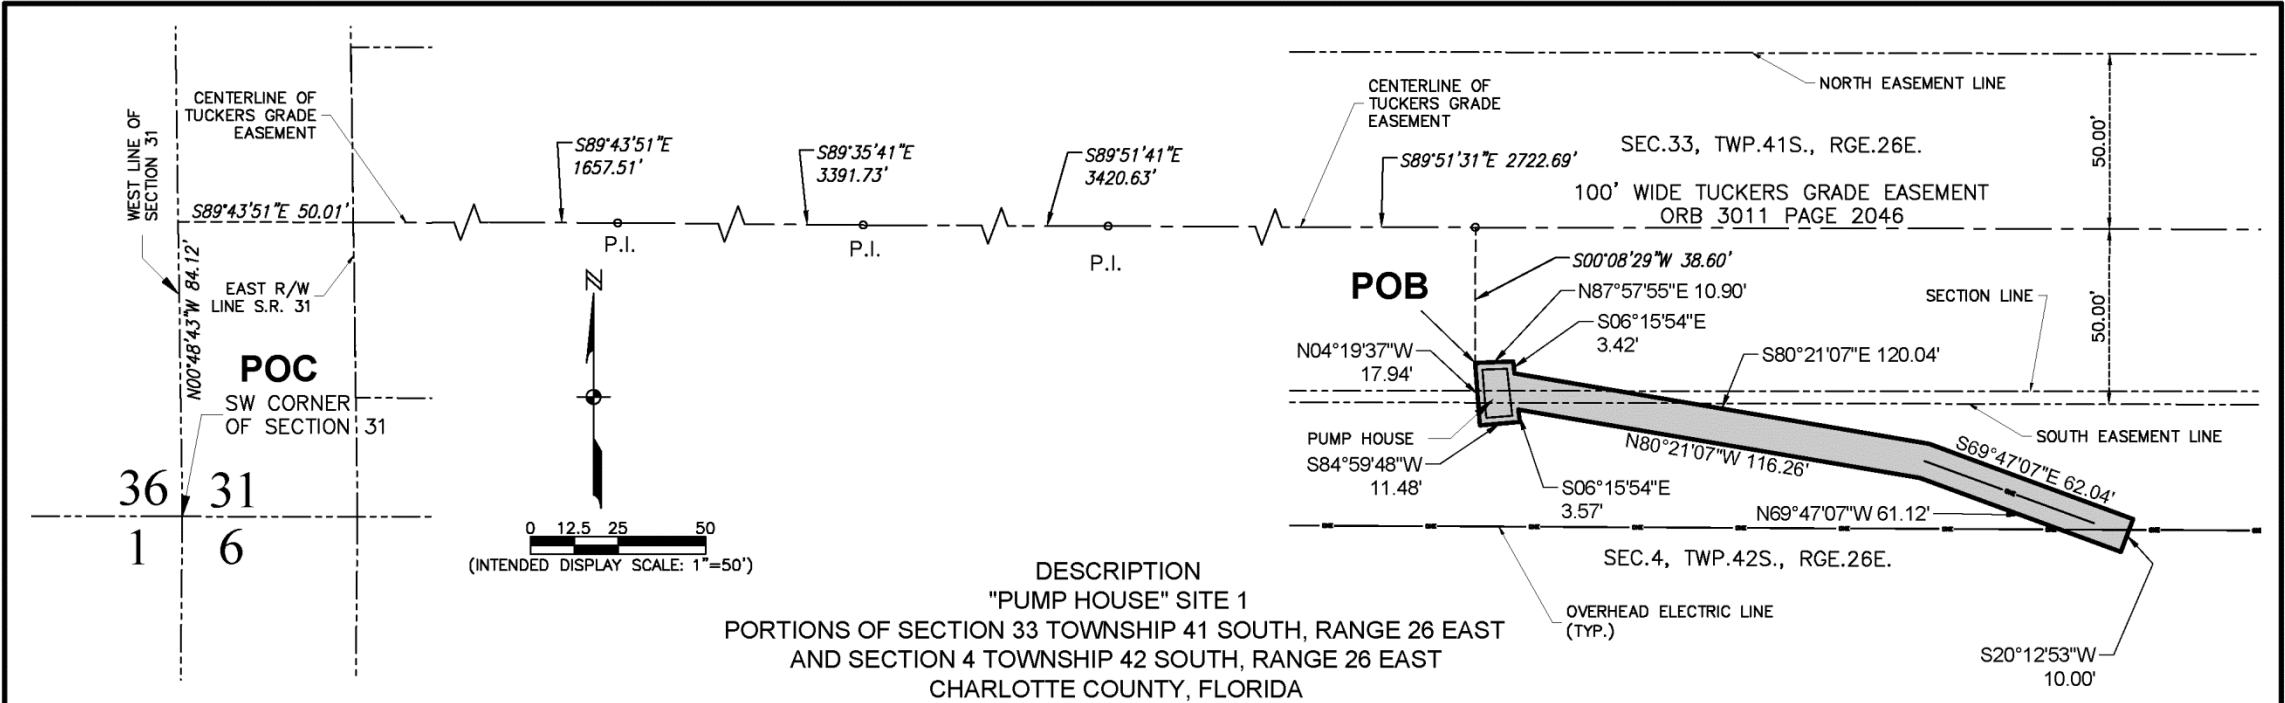 WEST LINE OF
SECTION 31
CENTERLINE OF
TUCKERS GRADE
EASEMENT
S89°43'51"E 50.01'
N00°48'43"W 84.12'
EAST R/W
LINE S.R. 31
POC
SW CORNER
OF SECTION 31
36
31
1
6
S89°43'51"E
1657.51'
P.I.
S89°35'41"E
3391.73'
P.I.
S89°51'41"E
3420.63'
P.I.
N
0 12.5 25 50
(INTENDED DISPLAY SCALE: 1"=50')
CENTERLINE OF
TUCKERS GRADE
EASEMENT
S89°51'31"E 2722.69'
NORTH EASEMENT LINE
SEC.33, TWP.41S., RGE.26E.
100' WIDE TUCKERS GRADE EASEMENT
ORB 3011 PAGE 2046
50.00'
50.00'
S00°08'29"W 38.60'
POB
N87°57'55"E 10.90'
S06°15'54"E
3.42'
N04°19'37"W
17.94'
SECTION LINE
S80°21'07"E 120.04'
PUMP HOUSE
S84°59'48"W
11.48'
N80°21'07"W 116.26'
SOUTH EASEMENT LINE
S69°47'07"E 62.04'
S06°15'54"E
3.57'
N69°47'07"W 61.12'
SEC.4, TWP.42S., RGE.26E.
OVERHEAD ELECTRIC LINE
(TYP.)
S20°12'53"W
10.00'
DESCRIPTION
"PUMP HOUSE" SITE 1
PORTIONS OF SECTION 33 TOWNSHIP 41 SOUTH, RANGE 26 EAST
AND SECTION 4 TOWNSHIP 42 SOUTH, RANGE 26 EAST
CHARLOTTE COUNTY, FLORIDA